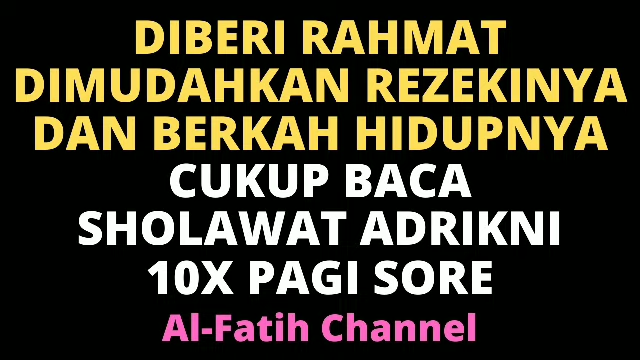 DIBERI RAHMAT
DIMUDAHKAN REZEKINYA
DAN BERKAH HIDUPNYA
CUKUP BACA
SHOLAWAT ADRIKNI
10X PAGI SORE
Al-Fatih Channel